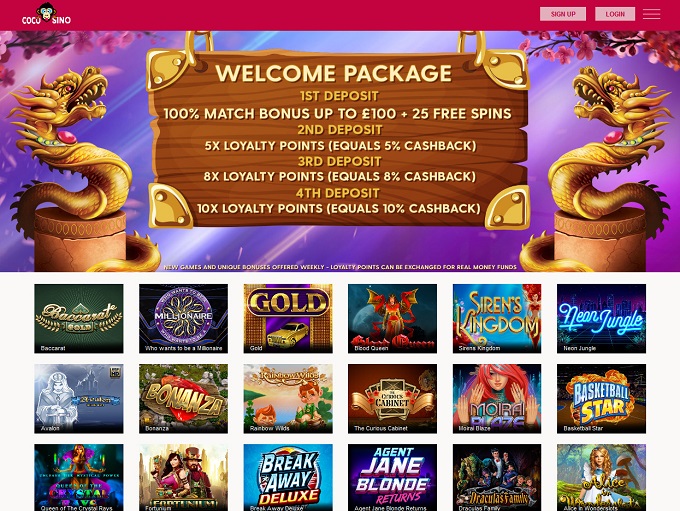 COCO SINO
SIGN UP
LOGIN
WELCOME PACKAGE
1ST DEPOSIT
100% MATCH BONUS UP TO £100 + 25 FREE SPINS
2ND DEPOSIT
5X LOYALTY POINTS (EQUALS 5% CASHBACK)
3RD DEPOSIT
8X LOYALTY POINTS (EQUALS 8% CASHBACK)
4TH DEPOSIT
10X LOYALTY POINTS (EQUALS 10% CASHBACK)
NEW GAMES AND UNIQUE BONUSES OFFERED WEEKLY - LOYALTY POINTS CAN BE EXCHANGED FOR REAL MONEY FUNDS
Baccarat
GOLD
Baccarat
MILLIONAIRE
Who wants to be a Millionaire
GOLD
Gold
Blood Queen
Blood Queen
SIREN'S
KINGDOM
Sirens Kingdom
Neon Jungle
Neon Jungle
Avalon
Avalon
BONANZA
Bonanza
Rainbow Wilds
Rainbow Wilds
THE
CURIOUS
CABINET
The Curious Cabinet
MOIRAI
BLAZE
Moirai Blaze
BASKETBALL
STAR
Basketball Star
QUEEN OF THE
CRYSTAL
RAYS
Queen of The Crystal Rays
FORTUNIUM
Fortunium
BREAK
AWAY
DELUXE
Break Away Deluxe
AGENT
JANE
BLONDE
RETURNS
Agent Jane Blonde Returns
Draculas Family
Draculas Family
Alice
Alice in Wonderslots